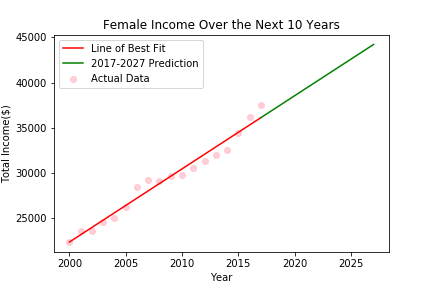 Female Income Over the Next 10 Years
45000
40000
35000
30000
25000
Total Income($)
Line of Best Fit
2017-2027 Prediction
Actual Data
2000
2005
2010
2015
2020
2025
Year